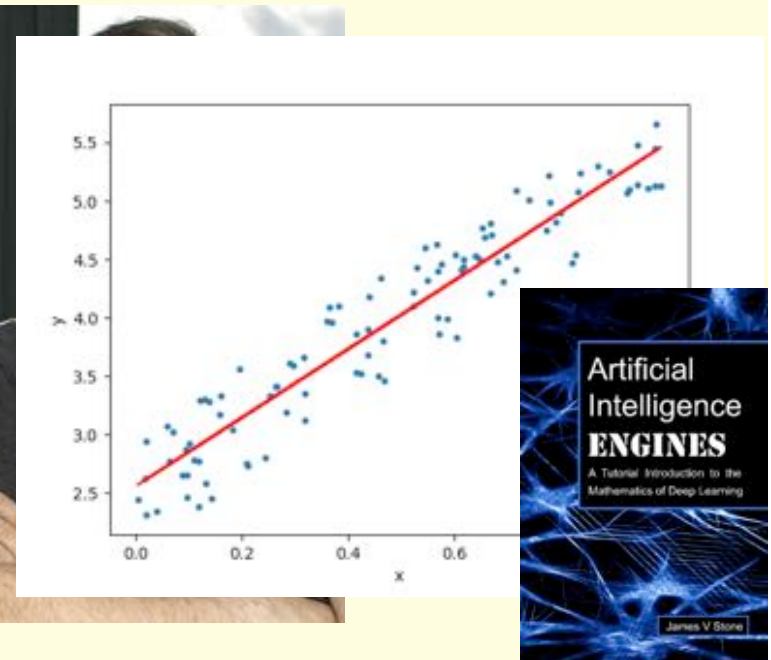 5.5
5.0
4.5
4.0
3.5
3.0
2.5
y
0.0 0.2 0.4 0.6
x
Artificial
Intelligence
ENGINES
A Tutorial Introduction to the
Mathematics of Deep Learning
James V Stone